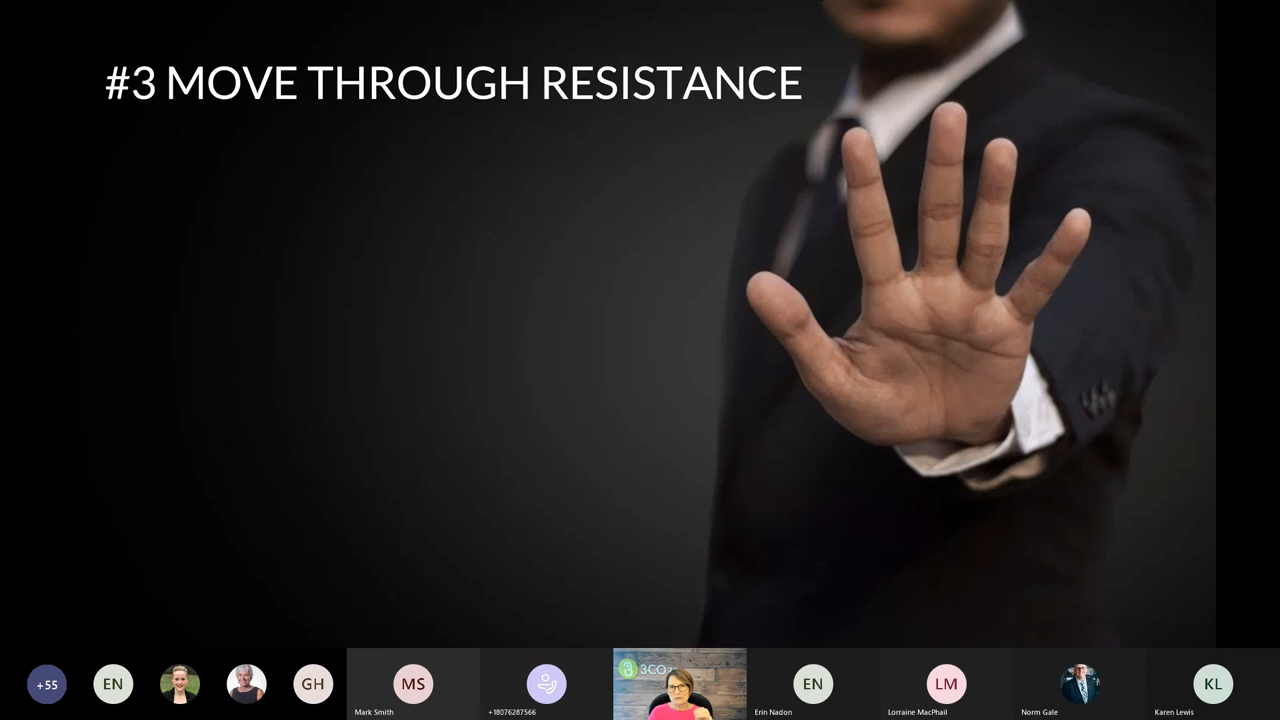 #3 MOVE THROUGH RESISTANCE
3CO
+55
EN
GH
MS
EN
LM
KL
Mark Smith
+18076287566
Erin Nadon
Lorraine MacPhail
Norm Gale
Karen Lewis